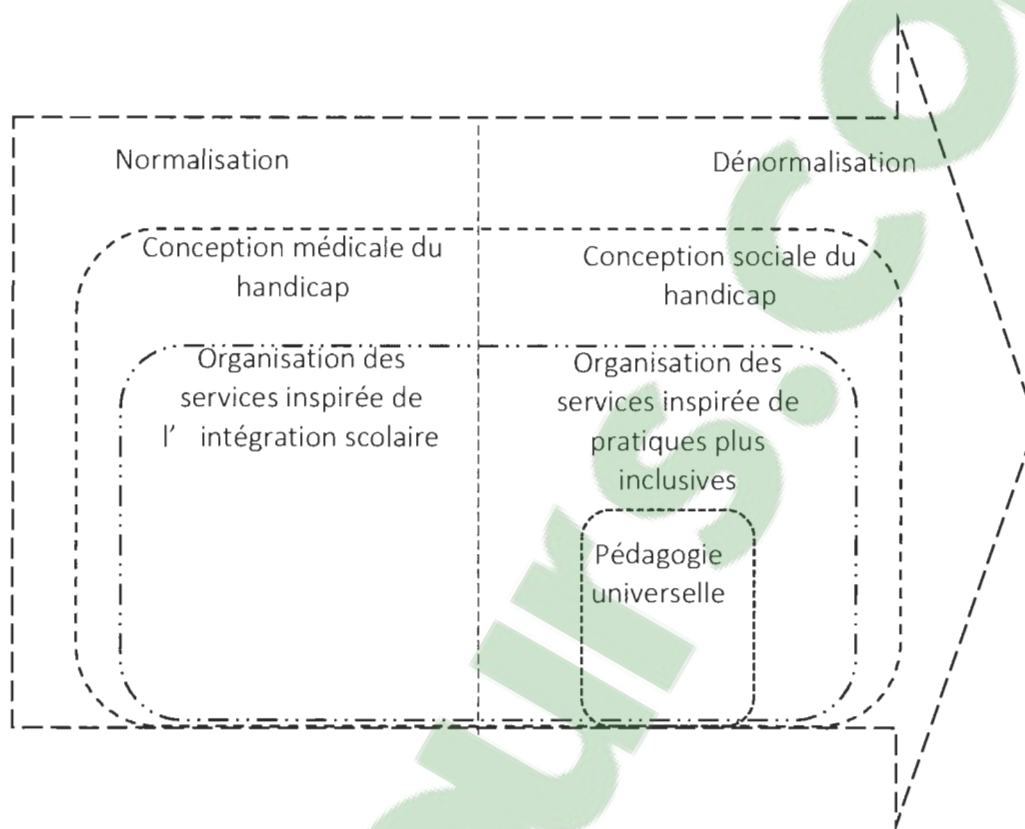 Normalisation
Dénormalisation
Conception médicale du
handicap
Conception sociale du
handicap
Organisation des
services inspirée de
l' intégration scolaire
Organisation des
services inspirée de
pratiques plus
inclusives
Pédagogie
universelle